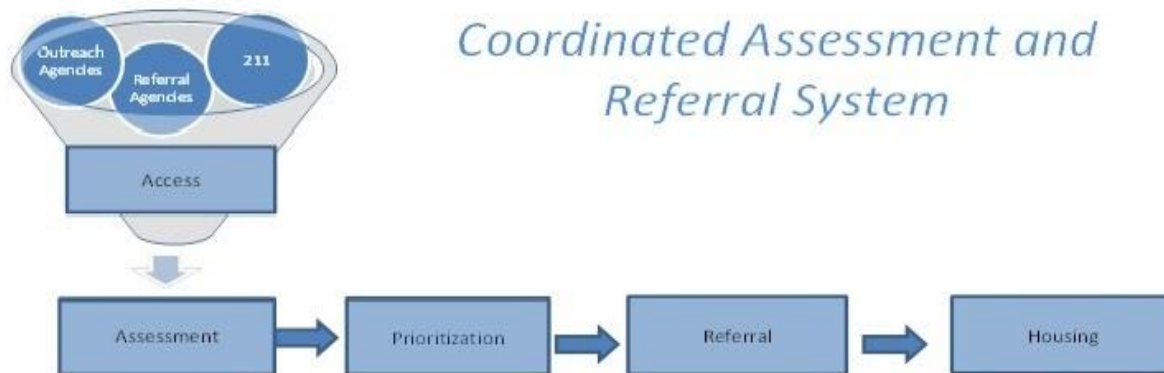 Coordinated Assessment and
Referral System
Outreach
Agencies
Referral
Agencies
211
Access
Assessment
Prioritization
Referral
Housing